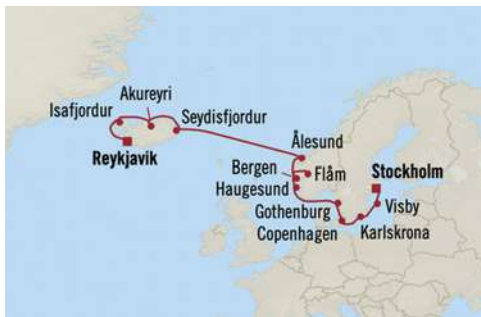 Akureyri
Isafjordur
Seydisfjordur
Reykjavik
Ålesund
Bergen
Flåm
Stockholm
Haugesund
Visby
Gothenburg
Copenhagen
Karlskrona